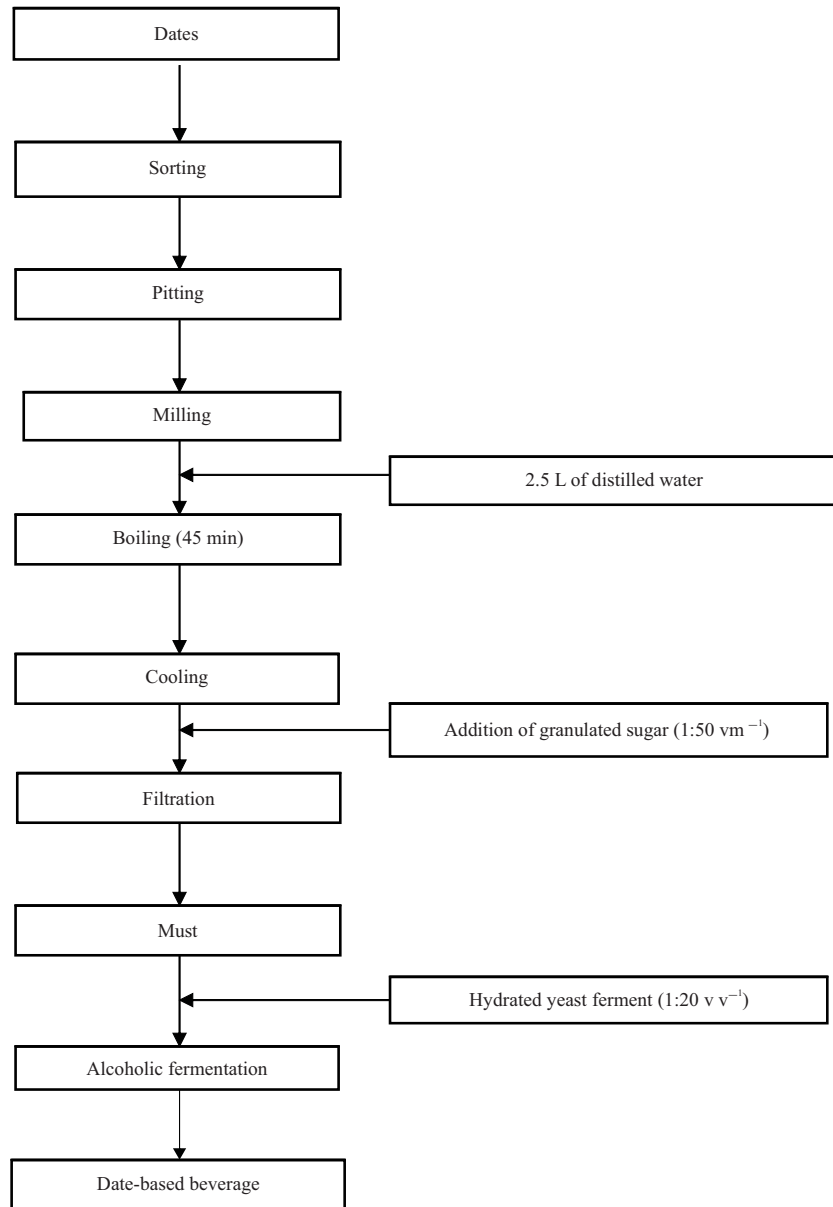 Dates
Sorting
Pitting
Milling
2.5 L of distilled water
Boiling (45 min)
Cooling
Addition of granulated sugar (1:50 vm⁻¹)
Filtration
Must
Hydrated yeast ferment (1:20 v v⁻¹)
Alcoholic fermentation
Date-based beverage